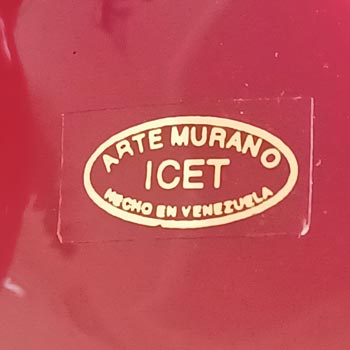 ARTE MURANO
ICET
HECHO EN VENEZUELA